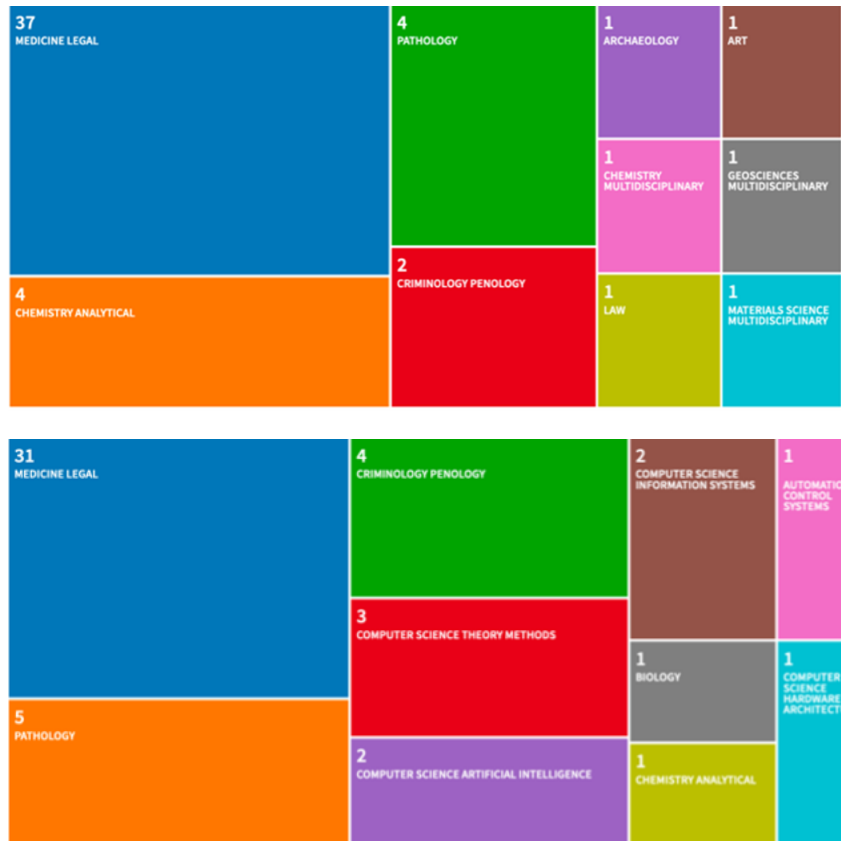 37
MEDICINE LEGAL
4
CHEMISTRY ANALYTICAL
4
PATHOLOGY
2
CRIMINOLOGY PENOLOGY
1
ARCHAEOLOGY
1
ART
1
CHEMISTRY
MULTIDISCIPLINARY
1
GEOSCIENCES
MULTIDISCIPLINARY
1
LAW
1
MATERIALS SCIENCE
MULTIDISCIPLINARY
31
MEDICINE LEGAL
5
PATHOLOGY
4
CRIMINOLOGY PENOLOGY
3
COMPUTER SCIENCE THEORY METHODS
2
COMPUTER SCIENCE ARTIFICIAL INTELLIGENCE
2
COMPUTER SCIENCE
INFORMATION SYSTEMS
1
AUTOMATIC
CONTROL
SYSTEMS
1
BIOLOGY
1
COMPUTER
SCIENCE
HARDWARE
ARCHITECT
1
CHEMISTRY ANALYTICAL